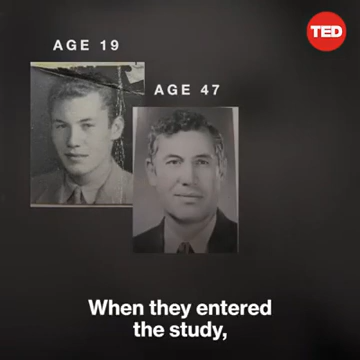 TED
AGE 19
AGE 47
When they entered
the study,